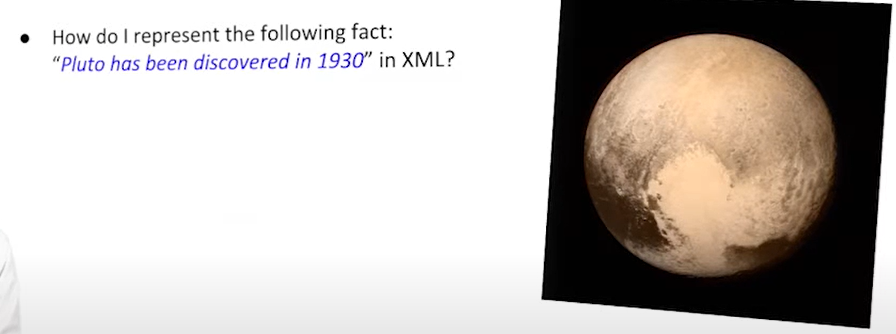 ● How do I represent the following fact:
“Pluto has been discovered in 1930” in XML?